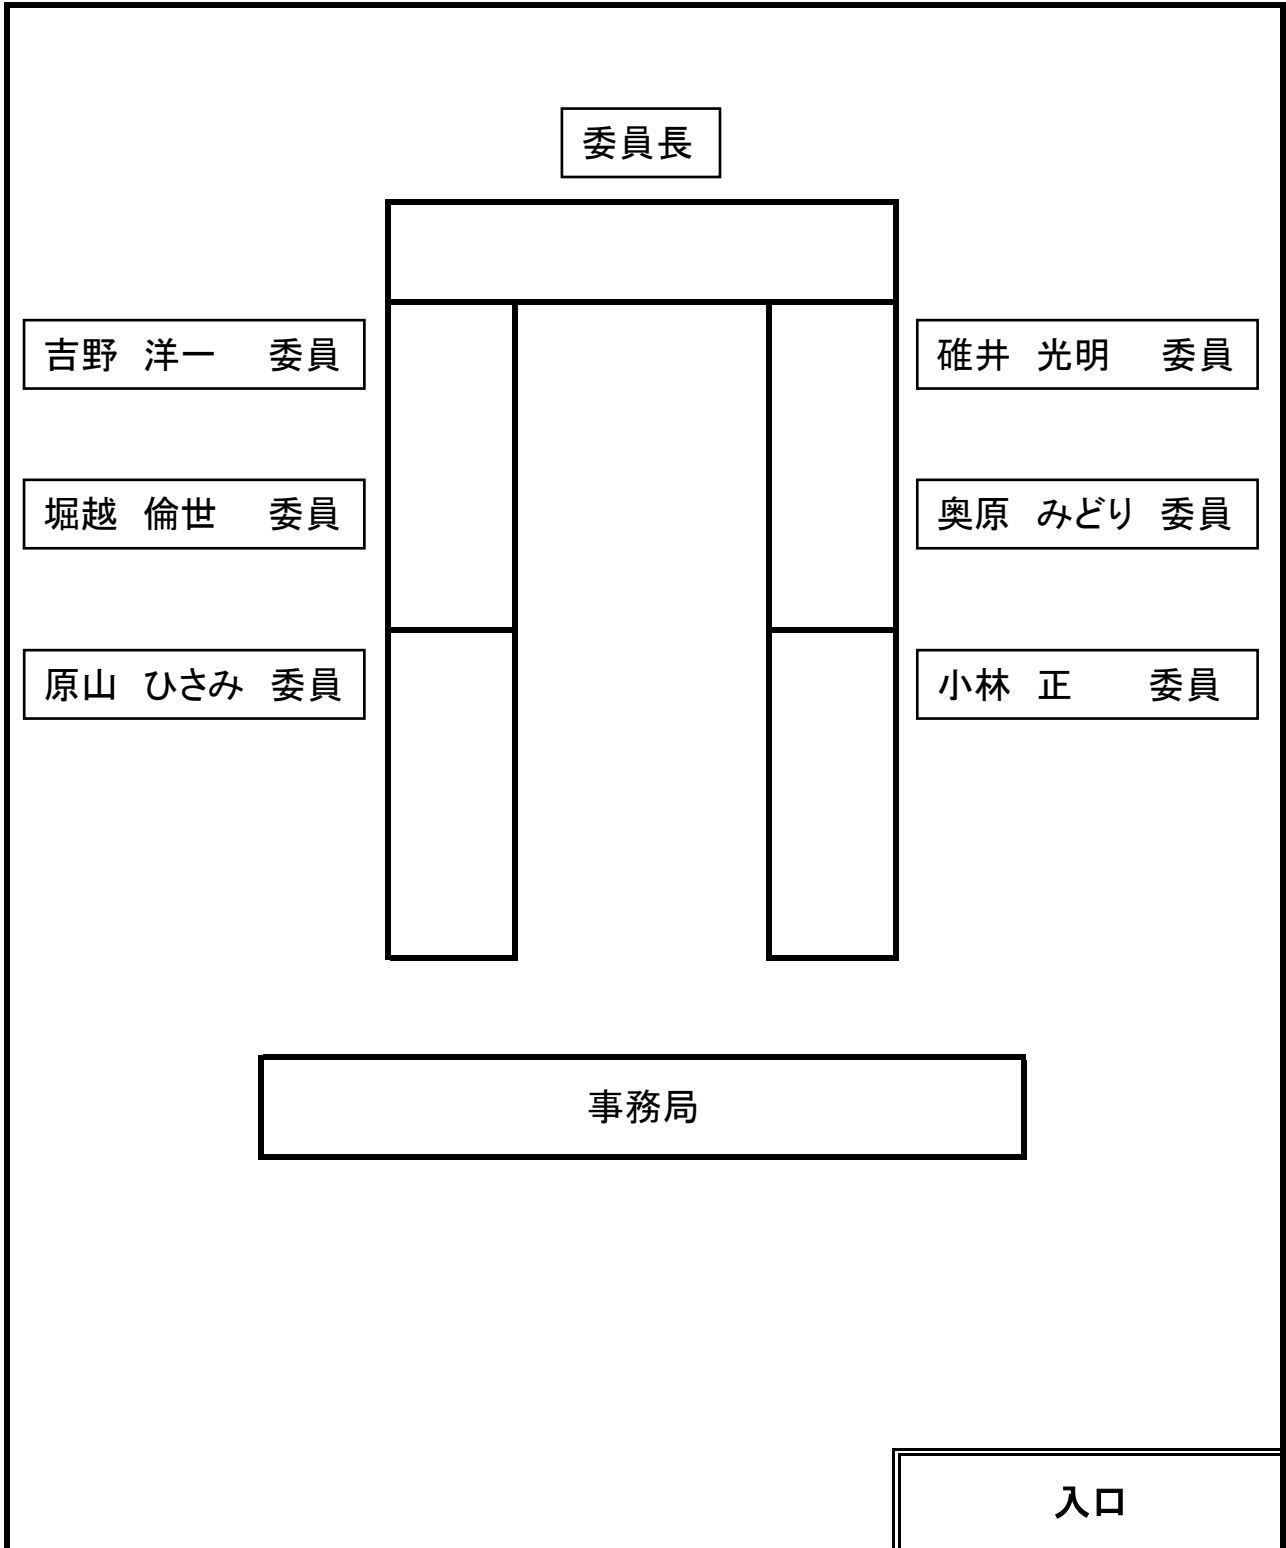 委員長
吉野 洋一 委員
碓井 光明 委員
堀越 倫世 委員
奥原 みどり 委員
原山 ひさみ 委員
小林 正 委員
事務局
入口